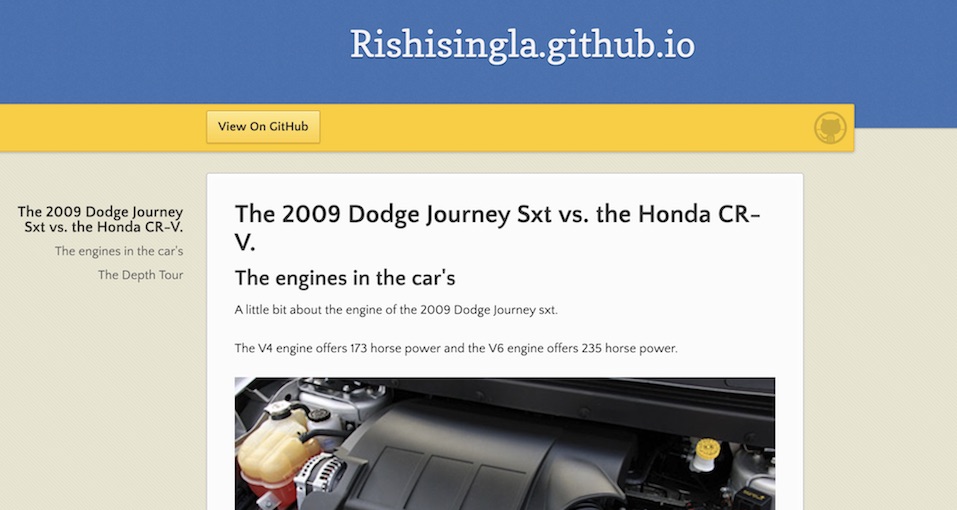 Rishisingla.github.io
View On GitHub
The 2009 Dodge Journey
Sxt vs. the Honda CR-V.
The engines in the car's
The Depth Tour
The 2009 Dodge Journey Sxt vs. the Honda CR-
V.
The engines in the car's
A little bit about the engine of the 2009 Dodge Journey sxt.
The V4 engine offers 173 horse power and the V6 engine offers 235 horse power.